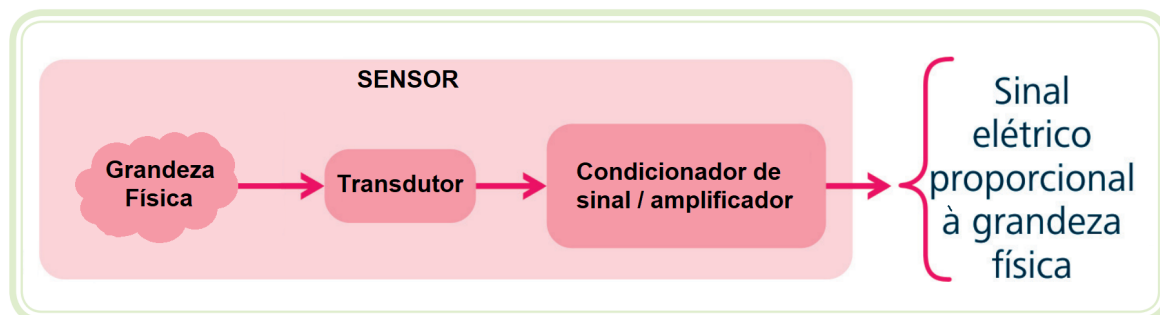 SENSOR
Grandeza
Física
Transdutor
Condicionador de
sinal / amplificador
Sinal
elétrico
proporcional
à grandeza
física